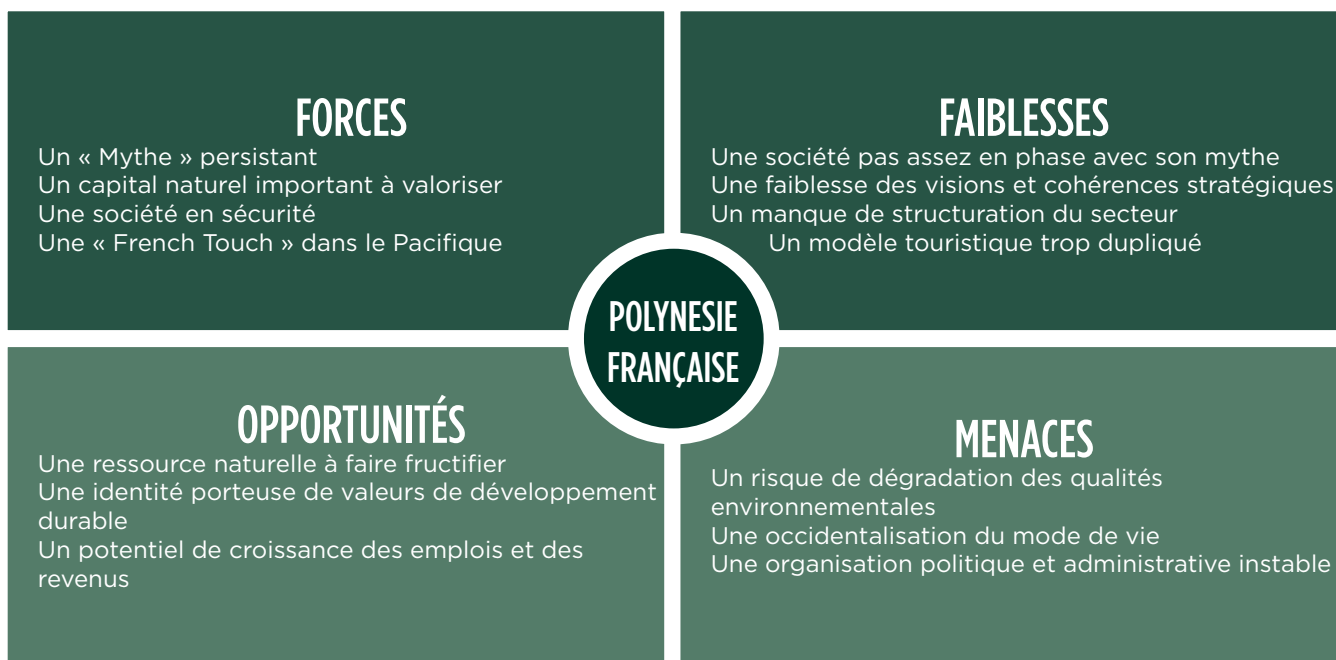 FORCES
Un « Mythe » persistant
Un capital naturel important à valoriser
Une société en sécurité
Une « French Touch » dans le Pacifique
FAIBLESSES
Une société pas assez en phase avec son mythe
Une faiblesse des visions et cohérences stratégiques
Un manque de structuration du secteur
Un modèle touristique trop dupliqué
POLYNESIE
FRANÇAISE
OPPORTUNITÉS
Une ressource naturelle à faire fructifier
Une identité porteuse de valeurs de développement
durable
Un potentiel de croissance des emplois et des
revenus
MENACES
Un risque de dégradation des qualités
environnementales
Une occidentalisation du mode de vie
Une organisation politique et administrative instable